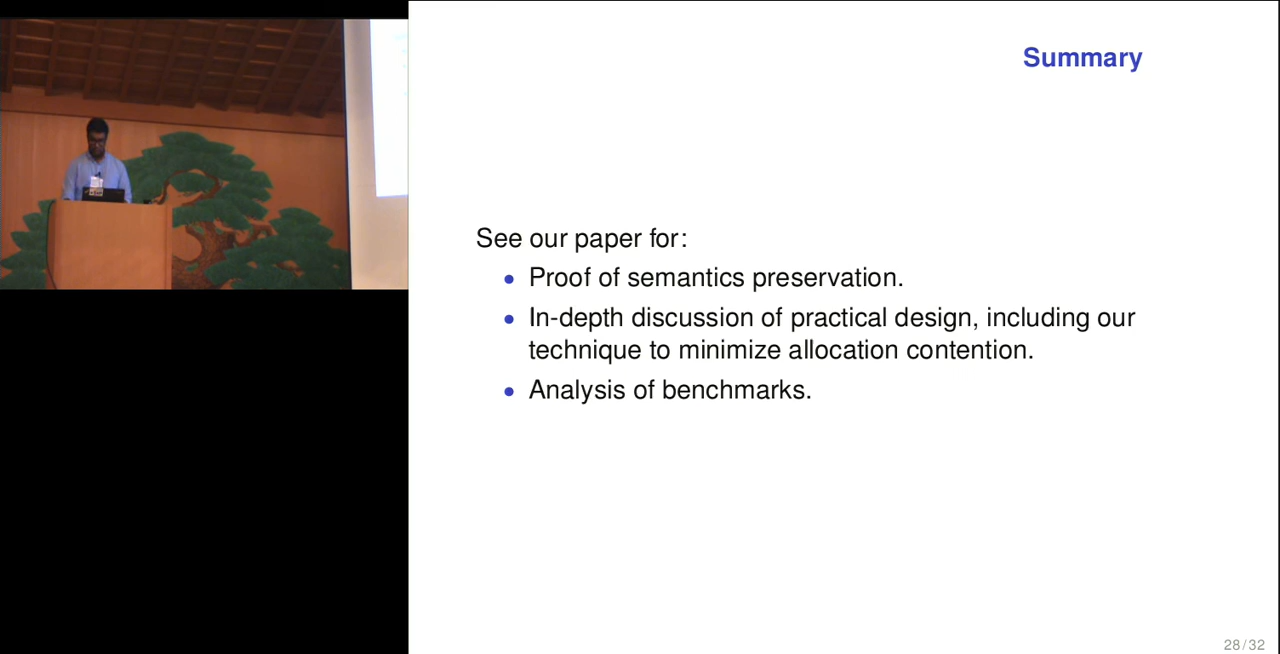 Summary
See our paper for:
• Proof of semantics preservation.
• In-depth discussion of practical design, including our
technique to minimize allocation contention.
• Analysis of benchmarks.
28/32